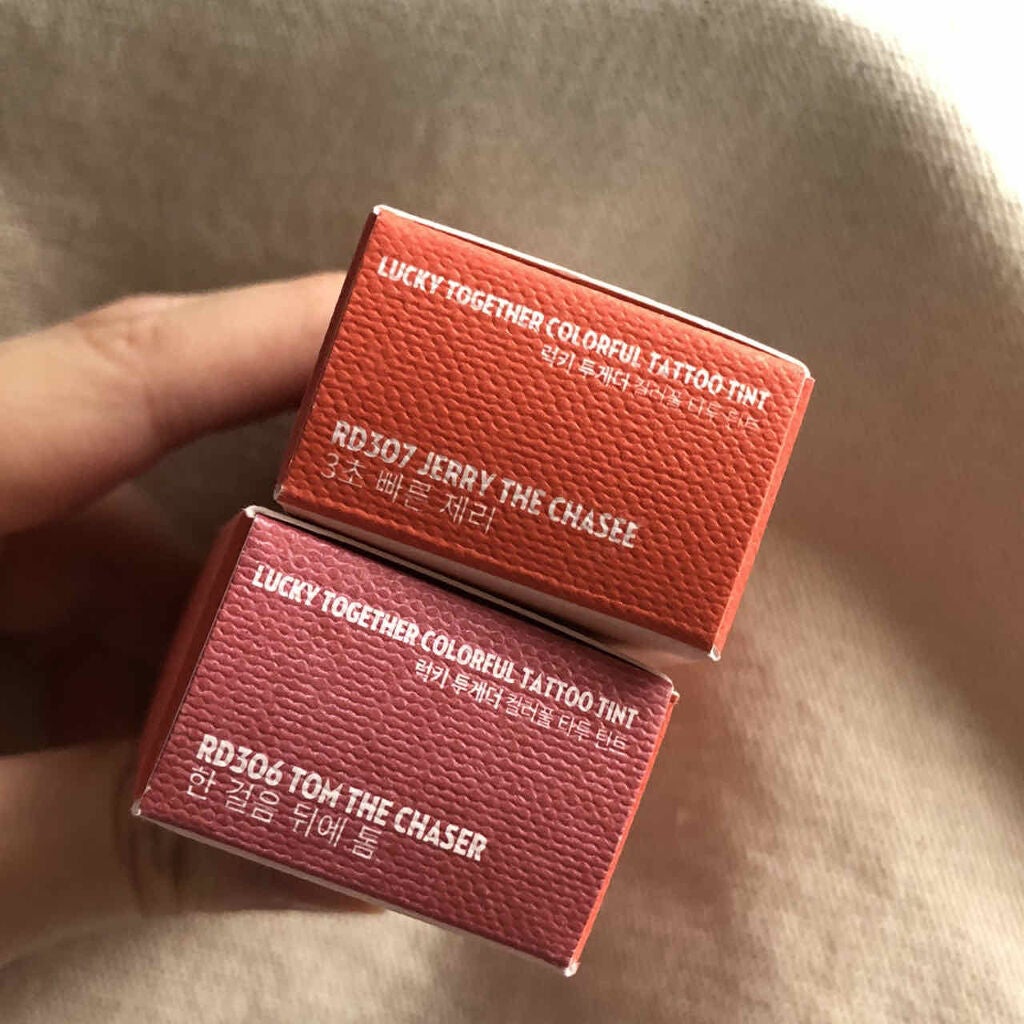 LUCKY TOGETHER COLORFUL TATTOO TINT
럭키 투게더 컬러풀 타투 틴트
RD307 JERRY THE CHASEE
3초 빠른 제리
LUCKY TOGETHER COLORFUL TATTOO TINT
럭키 투게더 컬러풀 타투 틴트
RD306 TOM THE CHASER
한 걸음 뒤에 톰